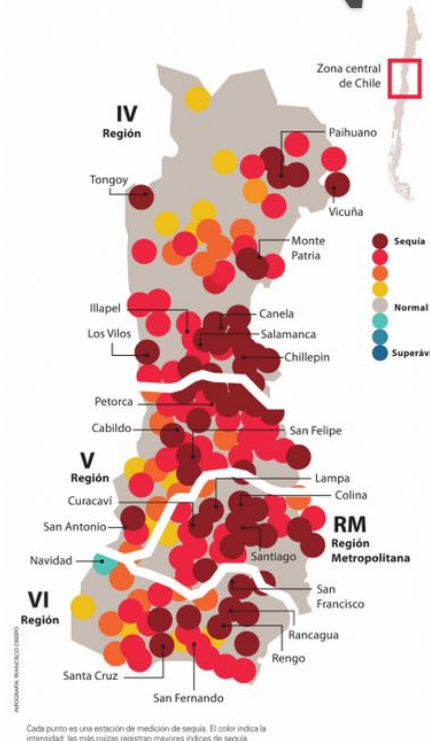 Zona central
de Chile
IV
Región
Paihuano
Tongoy
Vicuña
Sequía
Monte
Patria
Normal
Superávi
Illapel
Canela
Los Vilos
Salamanca
Chillepin
Petorca
Cabildo
San Felipe
V
Región
Lampa
Curacaví
Colina
San Antonio
RM
Región
Metropolitana
Santiago
Navidad
San
Francisco
VI
Región
Rancagua
Rengo
Santa Cruz
San Fernando
INFOGRAFÍA: FRANCISCO CRISPO
Cada punto es una estación de medición de sequía. El color indica la
intensidad: las más rojizas registran mayores índices de sequía.